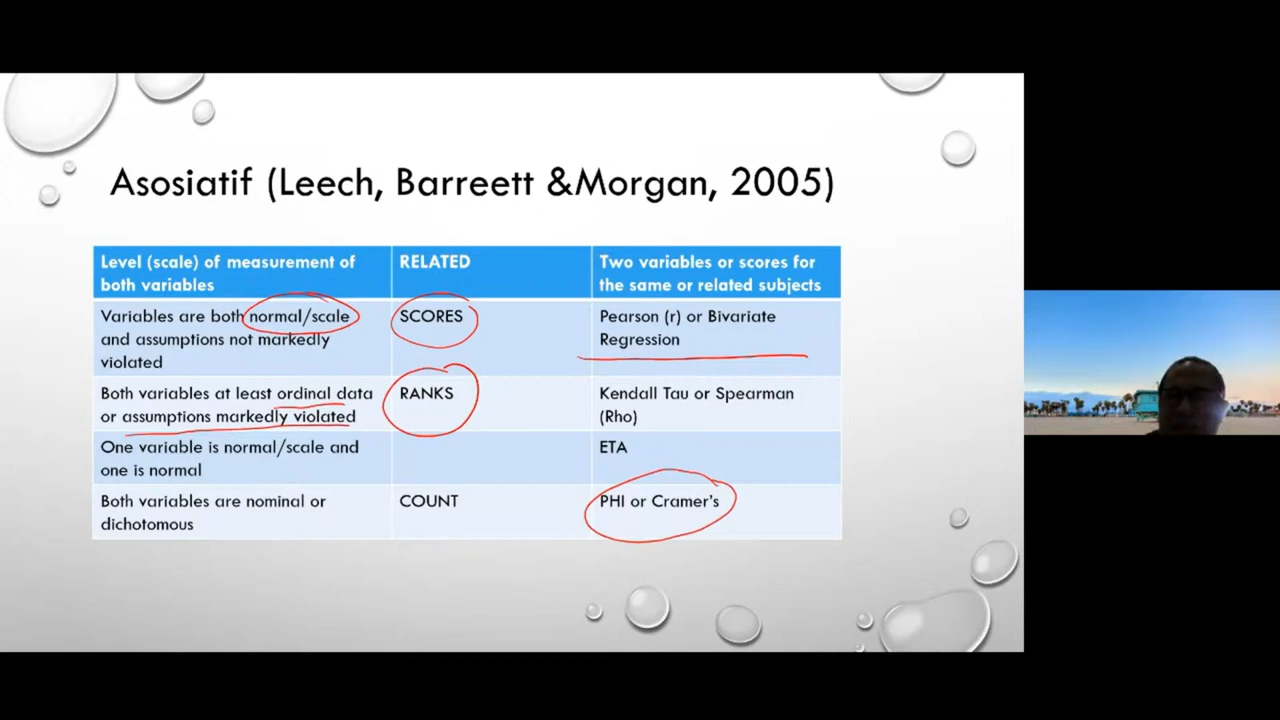 Asosiatif (Leech, Barreett &Morgan, 2005)
Level (scale) of measurement of
both variables
RELATED
Two variables or scores for
the same or related subjects
Variables are both normal/scale
and assumptions not markedly
violated
SCORES
Pearson (r) or Bivariate
Regression
Both variables at least ordinal data
or assumptions markedly violated
RANKS
Kendall Tau or Spearman
(Rho)
One variable is normal/scale and
one is normal
ETA
Both variables are nominal or
dichotomous
COUNT
PHI or Cramer's